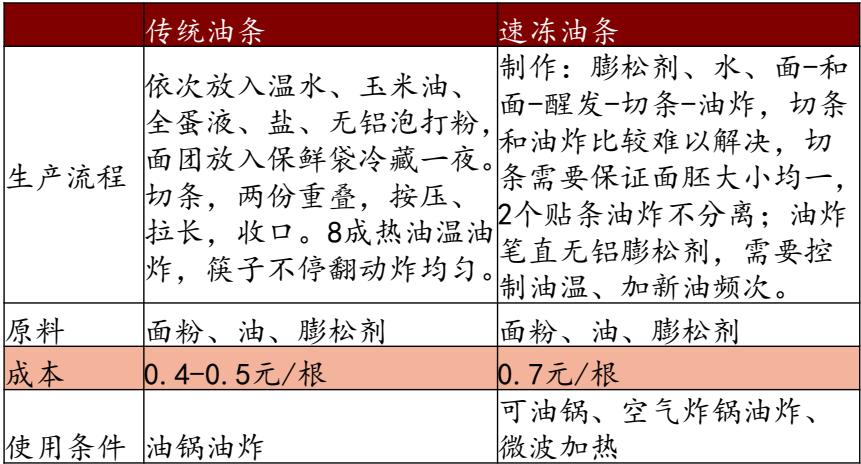 传统油条 速冻油条
生产流程
依次放入温水、玉米油、
全蛋液、盐、无铝泡打粉，
面团放入保鲜袋冷藏一夜。
切条，两份重叠，按压、
拉长，收口。8成热油温油
炸，筷子不停翻动炸均匀。
制作：膨松剂、水、面-和
面-醒发-切条-油炸，切条
和油炸比较难以解决，切
条需要保证面胚大小均一，
2个贴条油炸不分离；油炸
笔直无铝膨松剂，需要控
制油温、加新油频次。
原料 面粉、油、膨松剂 面粉、油、膨松剂
成本 0.4-0.5元/根 0.7元/根
使用条件 油锅油炸
可油锅、空气炸锅油炸、
微波加热